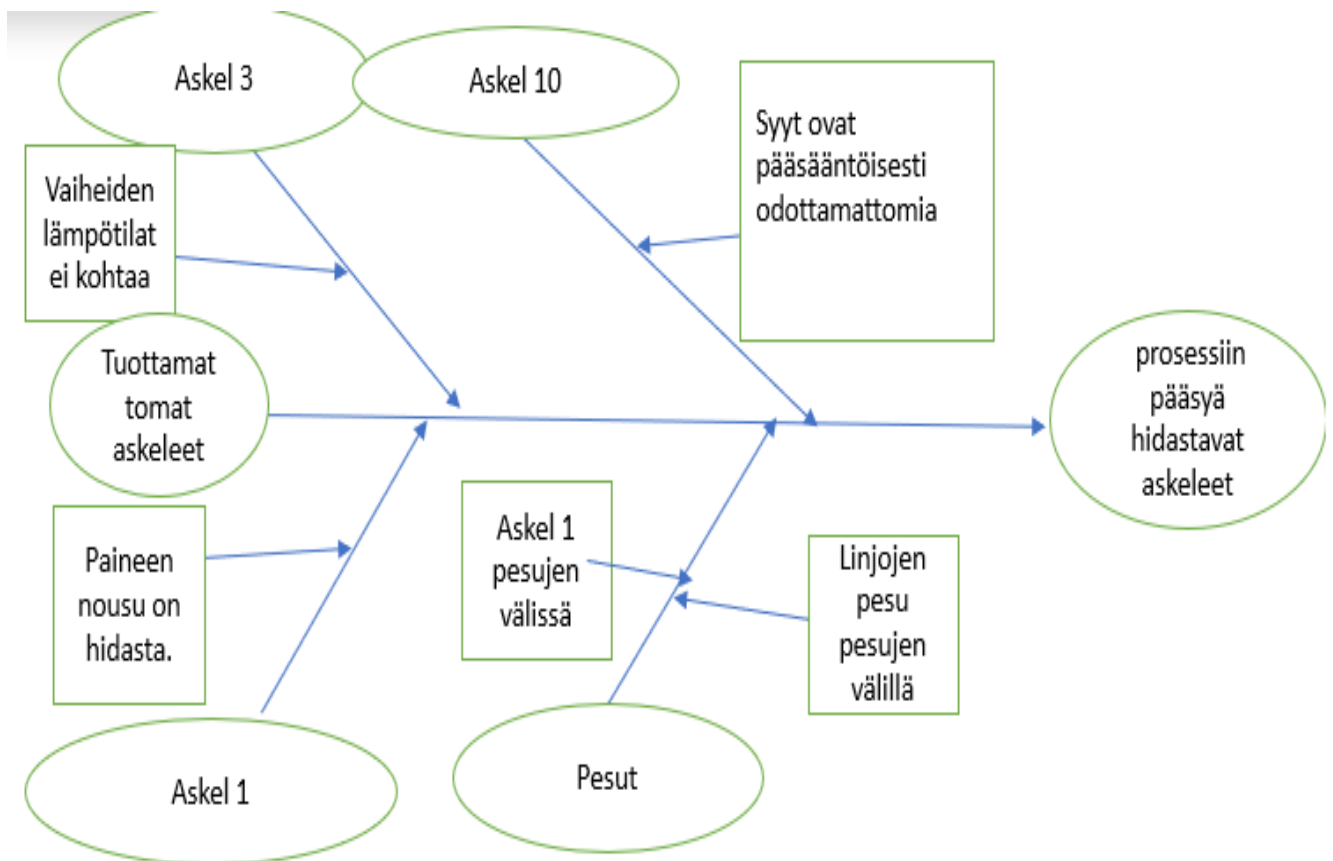 Askel 3
Askel 10
Syyt ovat
pääsääntöisesti
odottamattomia
Vaiheiden
lämpötilat
ei kohtaa
Tuottamat
tomat
askeleet
prosessiin
pääsyä
hidastavat
askeleet
Paineen
nousu on
hidasta.
Askel 1
pesujen
välissä
Linjojen
pesu
pesujen
välillä
Askel 1
Pesut